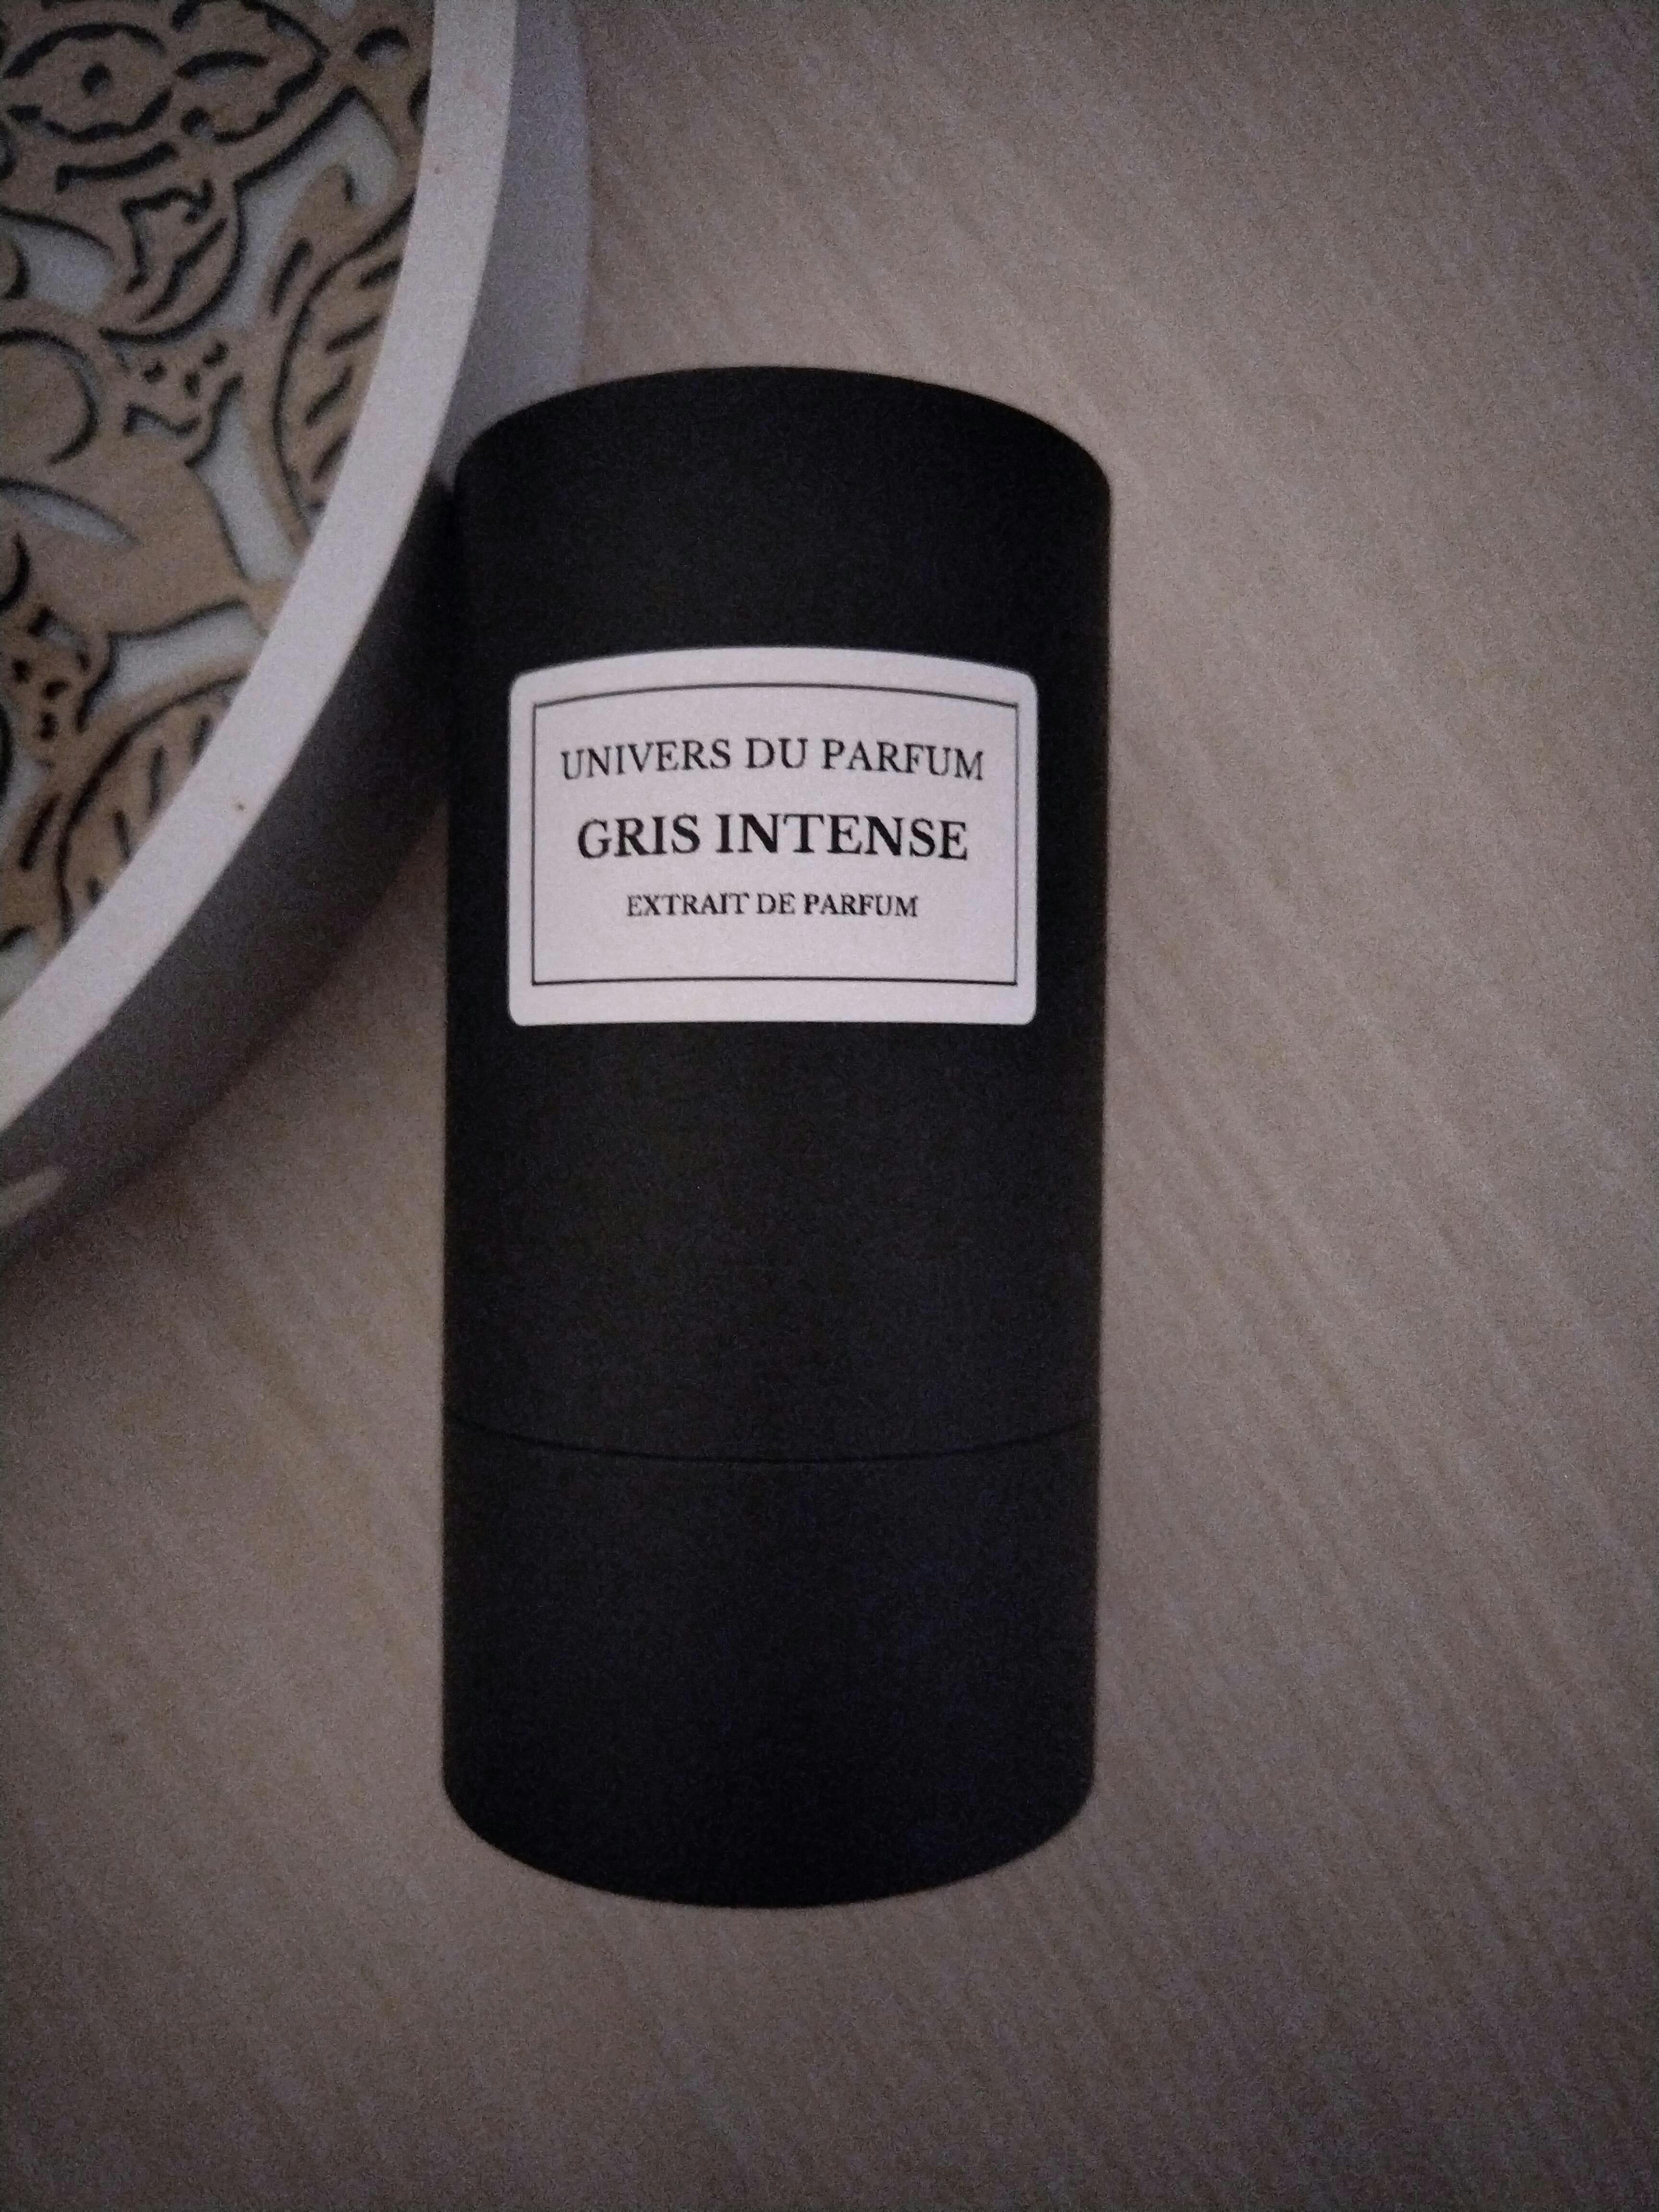 UNIVERS DU PARFUM
GRIS INTENSE
EXTRAIT DE PARFUM